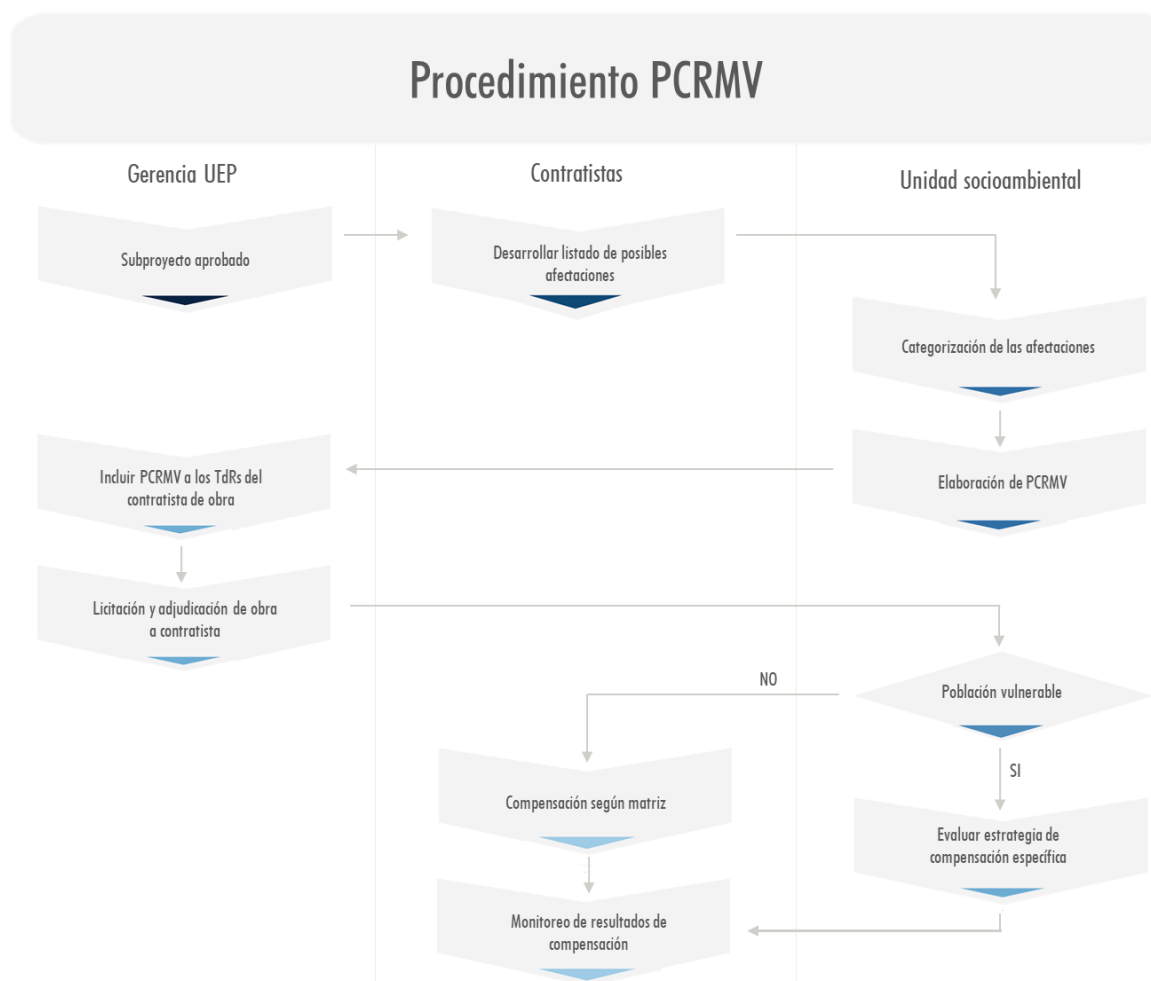 Procedimiento PCRMV
Gerencia UEP
Contratistas
Unidad socioambiental
Subproyecto aprobado
Desarrollar listado de posibles
afectaciones
Categorización de las afectaciones
Incluir PCRMV a los TdRs del
contratista de obra
Elaboración de PCRMV
Licitación y adjudicación de obra
a contratista
NO
Población vulnerable
SI
Compensación según matriz
Evaluar estrategia de
compensación específica
Monitoreo de resultados de
compensación